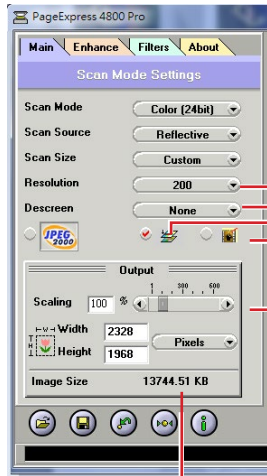 PageExpress 4800 Pro
Main Enhance Filters About
Scan Mode Settings
Scan Mode Color (24bit)
Scan Source Reflective
Scan Size Custom
Resolution 200
Descreen None
JPEG 2000
Output
1 300 600
Scaling 100 %
W Width 2328
H Height 1968
Pixels
Image Size 13744.51 KB